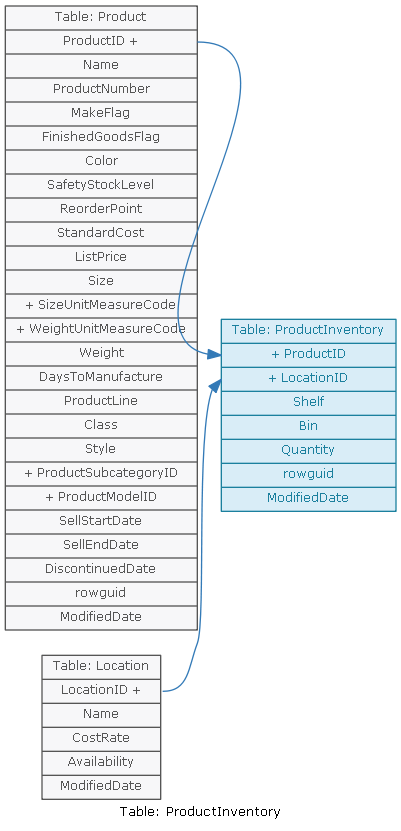 Table: Product
ProductID +
Name
ProductNumber
MakeFlag
FinishedGoodsFlag
Color
SafetyStockLevel
ReorderPoint
StandardCost
ListPrice
Size
+ SizeUnitMeasureCode
+ WeightUnitMeasureCode
Weight
DaysToManufacture
ProductLine
Class
Style
+ ProductSubcategoryID
+ ProductModelID
SellStartDate
SellEndDate
DiscontinuedDate
rowguid
ModifiedDate
Table: ProductInventory
+ ProductID
+ LocationID
Shelf
Bin
Quantity
rowguid
ModifiedDate
Table: Location
LocationID +
Name
CostRate
Availability
ModifiedDate
Table: ProductInventory